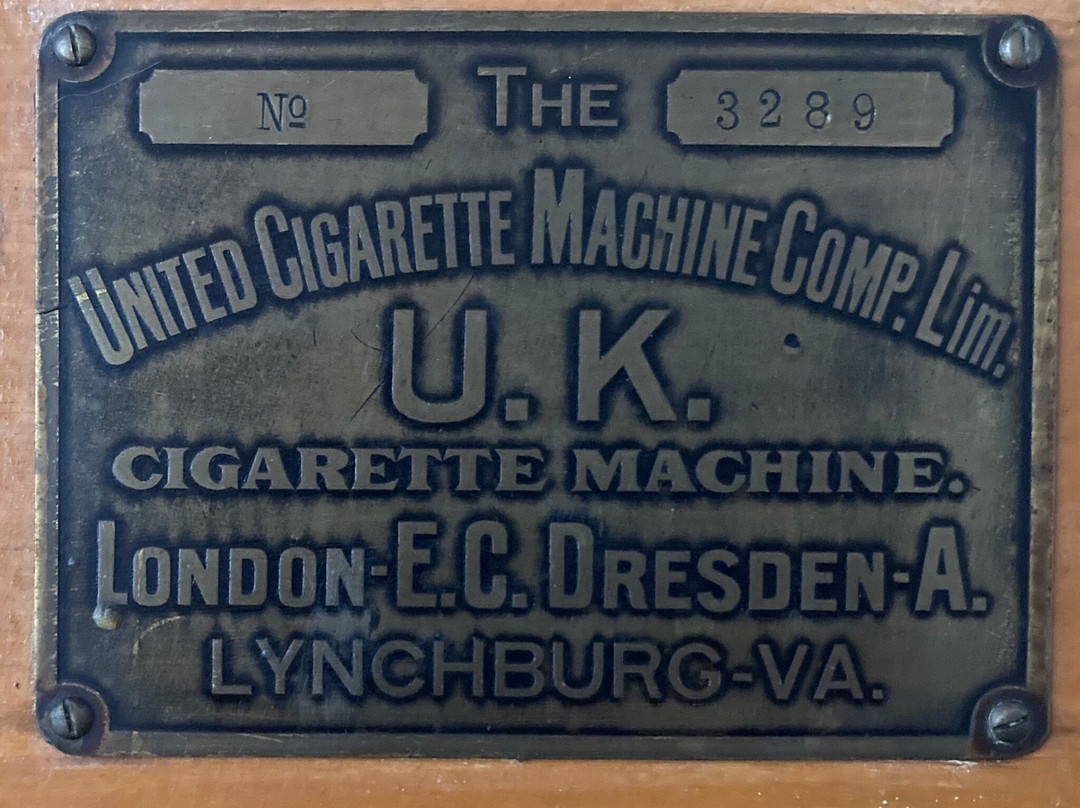 Nº THE 3289
UNITED CIGARETTE MACHINE COMP. Lim.
U. K.
CIGARETTE MACHINE.
LONDON-E.C. DRESDEN-A.
LYNCHBURG-VA.